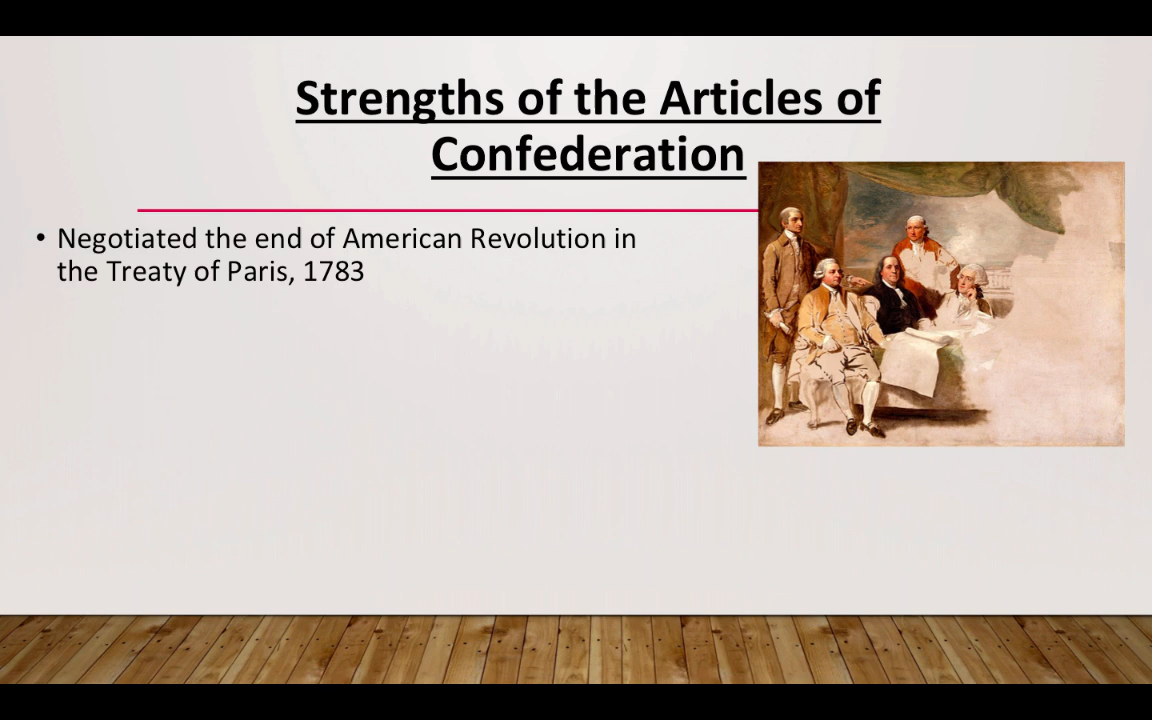 Strengths of the Articles of
Confederation
• Negotiated the end of American Revolution in
the Treaty of Paris, 1783